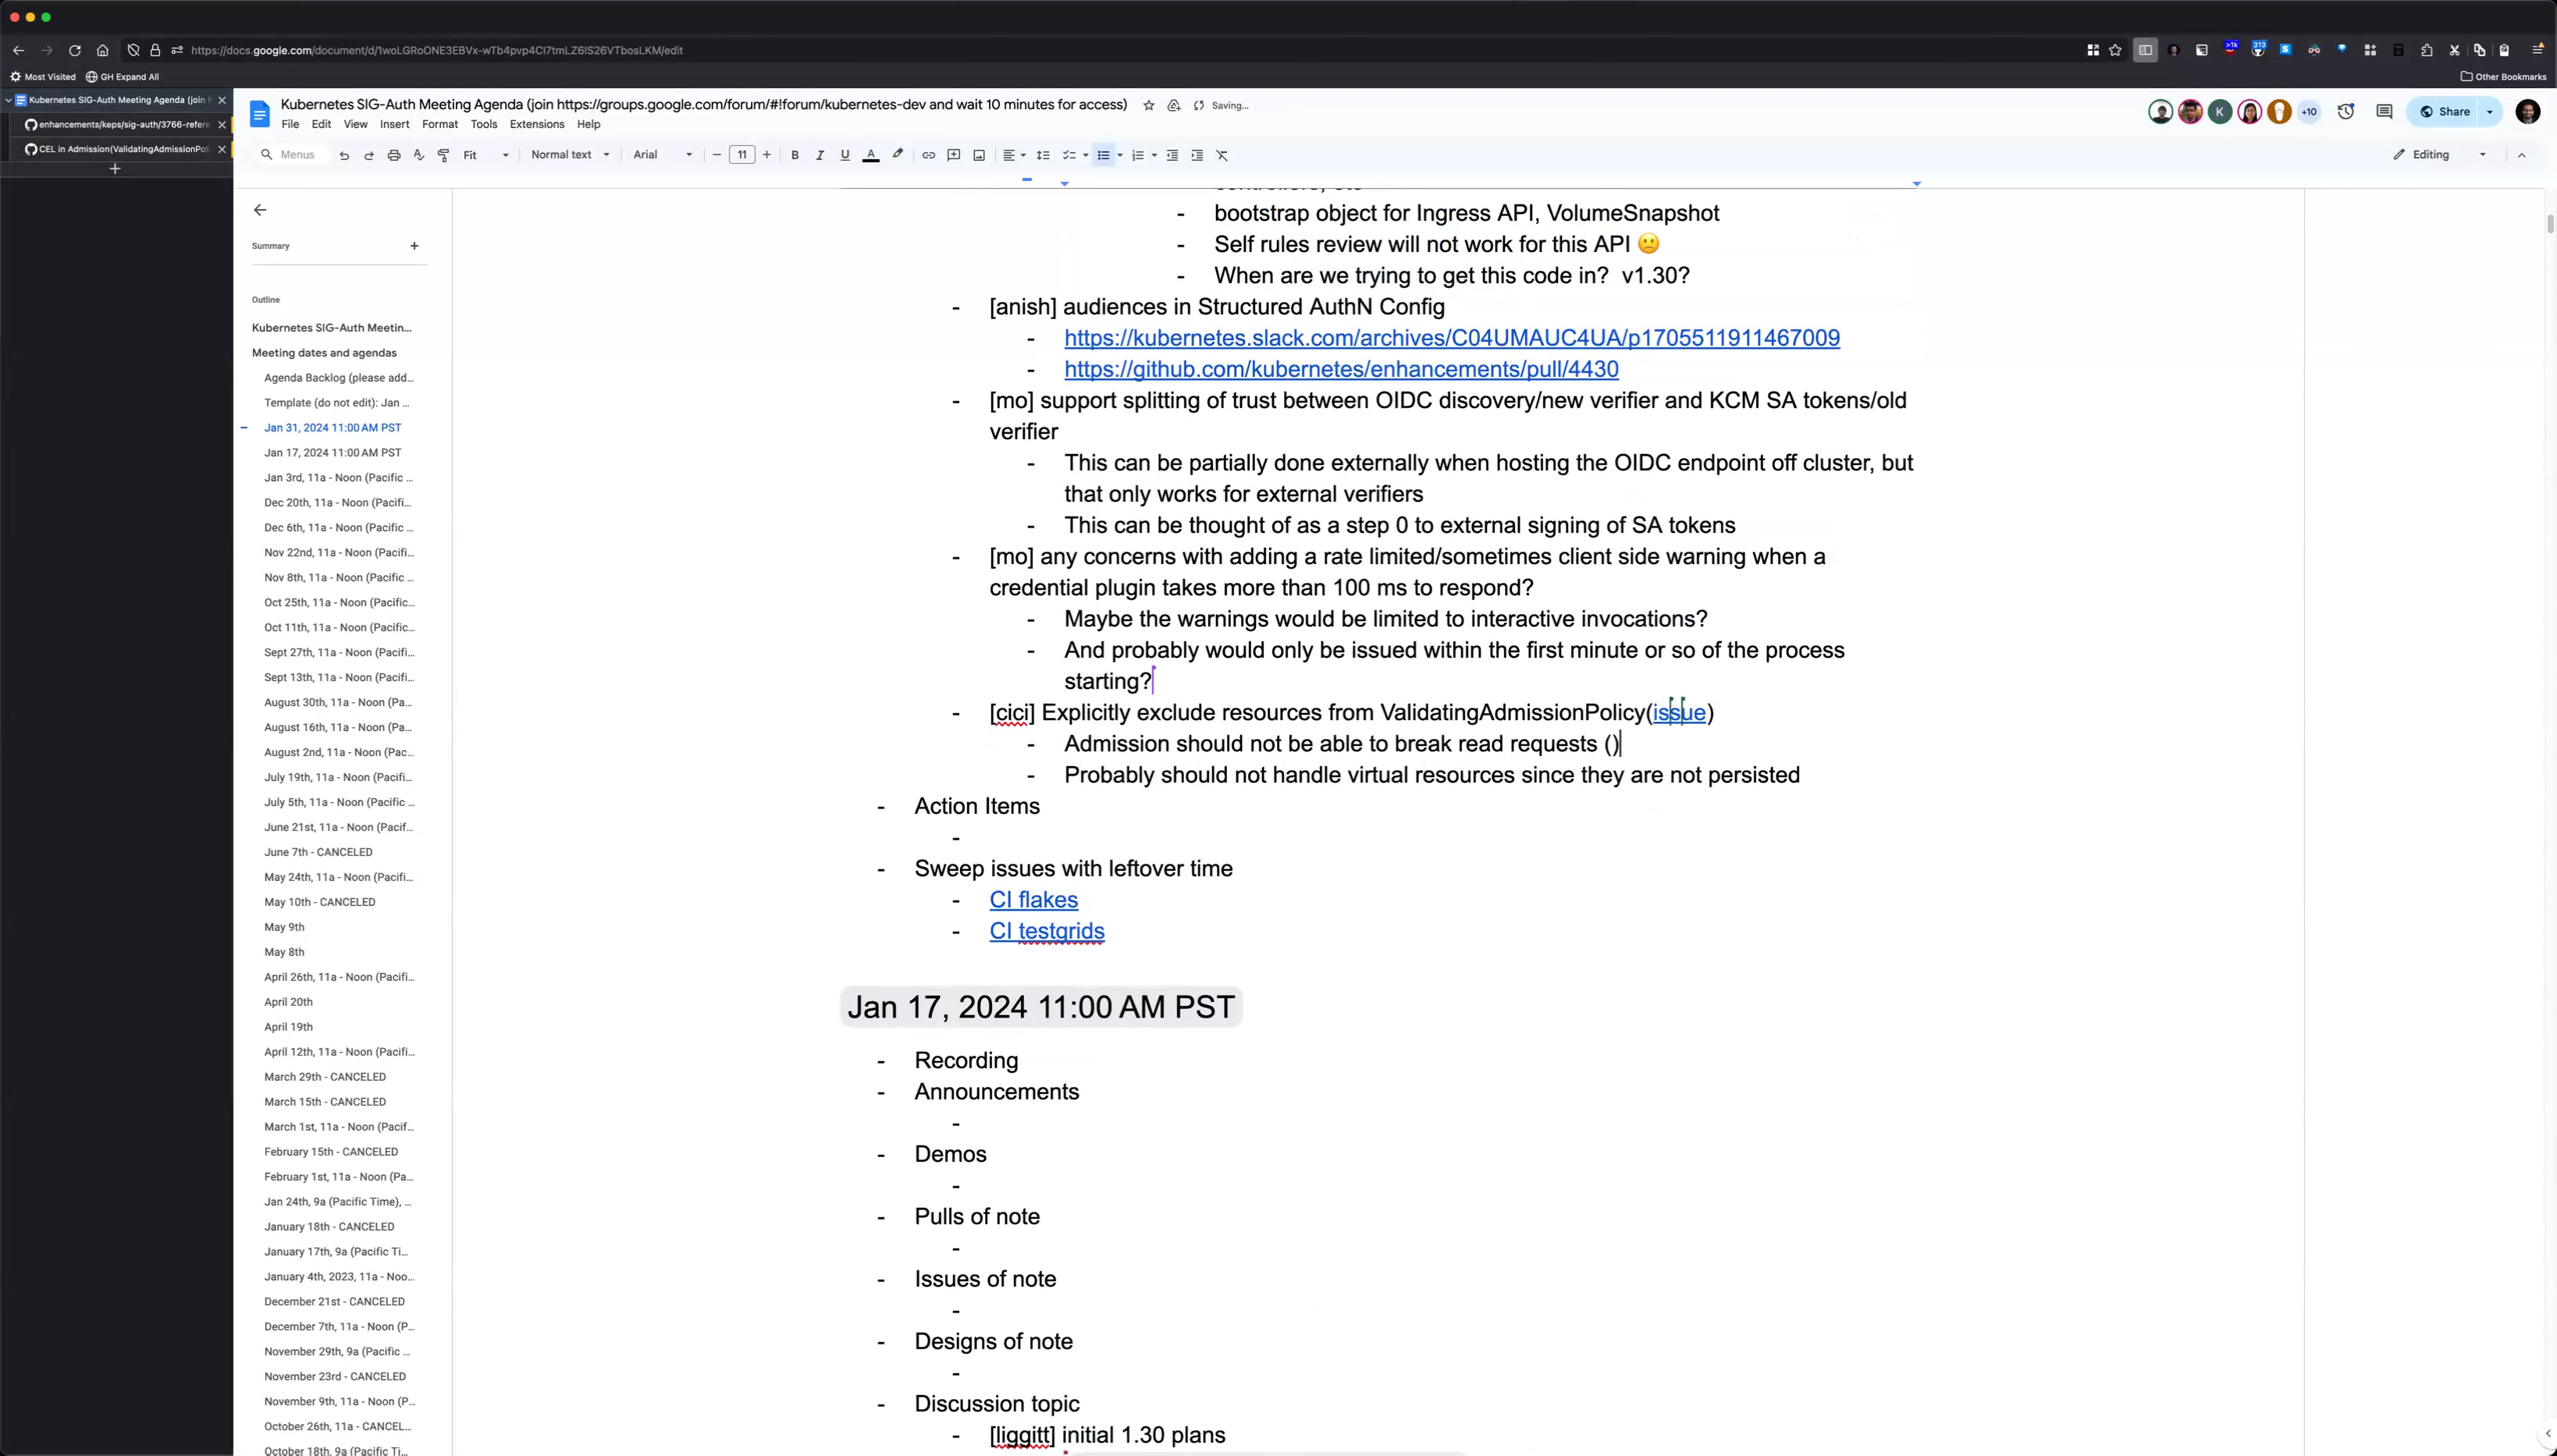 https://docs.google.com/document/d/1woLGRoONE3EBVx-wTb4pvp4CI7tmLZ6lS26VTbosLKM/edit
>1k
313
Most Visited
GH Expand All
Other Bookmarks
Kubernetes SIG-Auth Meeting Agenda (join
enhancements/keps/sig-auth/3766-refere
CEL in Admission(ValidatingAdmissionPol
Kubernetes SIG-Auth Meeting Agenda (join https://groups.google.com/forum/#!forum/kubernetes-dev and wait 10 minutes for access)
Saving...
File Edit View Insert Format Tools Extensions Help
K
+10
Share
Menus
Fit
Normal text
Arial
11
Editing
Summary
Outline
Kubernetes SIG-Auth Meetin...
Meeting dates and agendas
Agenda Backlog (please add...
Template (do not edit): Jan ...
Jan 31, 2024 11:00 AM PST
Jan 17, 2024 11:00 AM PST
Jan 3rd, 11a - Noon (Pacific ...
Dec 20th, 11a - Noon (Pacifi...
Dec 6th, 11a - Noon (Pacific ...
Nov 22nd, 11a - Noon (Pacif...
Nov 8th, 11a - Noon (Pacific ...
Oct 25th, 11a - Noon (Pacific...
Oct 11th, 11a - Noon (Pacific...
Sept 27th, 11a - Noon (Pacif...
Sept 13th, 11a - Noon (Pacif...
August 30th, 11a - Noon (Pa...
August 16th, 11a - Noon (Pa...
August 2nd, 11a - Noon (Pac...
July 19th, 11a - Noon (Pacifi...
July 5th, 11a - Noon (Pacific ...
June 21st, 11a - Noon (Pacif...
June 7th - CANCELED
May 24th, 11a - Noon (Pacifi...
May 10th - CANCELED
May 9th
May 8th
April 26th, 11a - Noon (Pacifi...
April 20th
April 19th
April 12th, 11a - Noon (Pacifi...
March 29th - CANCELED
March 15th - CANCELED
March 1st, 11a - Noon (Pacif...
February 15th - CANCELED
February 1st, 11a - Noon (Pa...
Jan 24th, 9a (Pacific Time), ...
January 18th - CANCELED
January 17th, 9a (Pacific Ti...
January 4th, 2023, 11a - Noo...
December 21st - CANCELED
December 7th, 11a - Noon (P...
November 29th, 9a (Pacific ...
November 23rd - CANCELED
November 9th, 11a - Noon (P...
October 26th, 11a - CANCEL...
October 18th, 9a (Pacific Ti...
controllers, etc
- bootstrap object for Ingress API, VolumeSnapshot
- Self rules review will not work for this API 🙁
- When are we trying to get this code in? v1.30?
- [anish] audiences in Structured AuthN Config
- https://kubernetes.slack.com/archives/C04UMAUC4UA/p1705511911467009
- https://github.com/kubernetes/enhancements/pull/4430
- [mo] support splitting of trust between OIDC discovery/new verifier and KCM SA tokens/old
verifier
- This can be partially done externally when hosting the OIDC endpoint off cluster, but
that only works for external verifiers
- This can be thought of as a step 0 to external signing of SA tokens
- [mo] any concerns with adding a rate limited/sometimes client side warning when a
credential plugin takes more than 100 ms to respond?
- Maybe the warnings would be limited to interactive invocations?
- And probably would only be issued within the first minute or so of the process
starting?
- [cici] Explicitly exclude resources from ValidatingAdmissionPolicy(issue)
- Admission should not be able to break read requests ()
- Probably should not handle virtual resources since they are not persisted
- Action Items
-
- Sweep issues with leftover time
- CI flakes
- CI testgrids
Jan 17, 2024 11:00 AM PST
- Recording
- Announcements
-
- Demos
-
- Pulls of note
-
- Issues of note
-
- Designs of note
-
- Discussion topic
- [liggitt] initial 1.30 plans